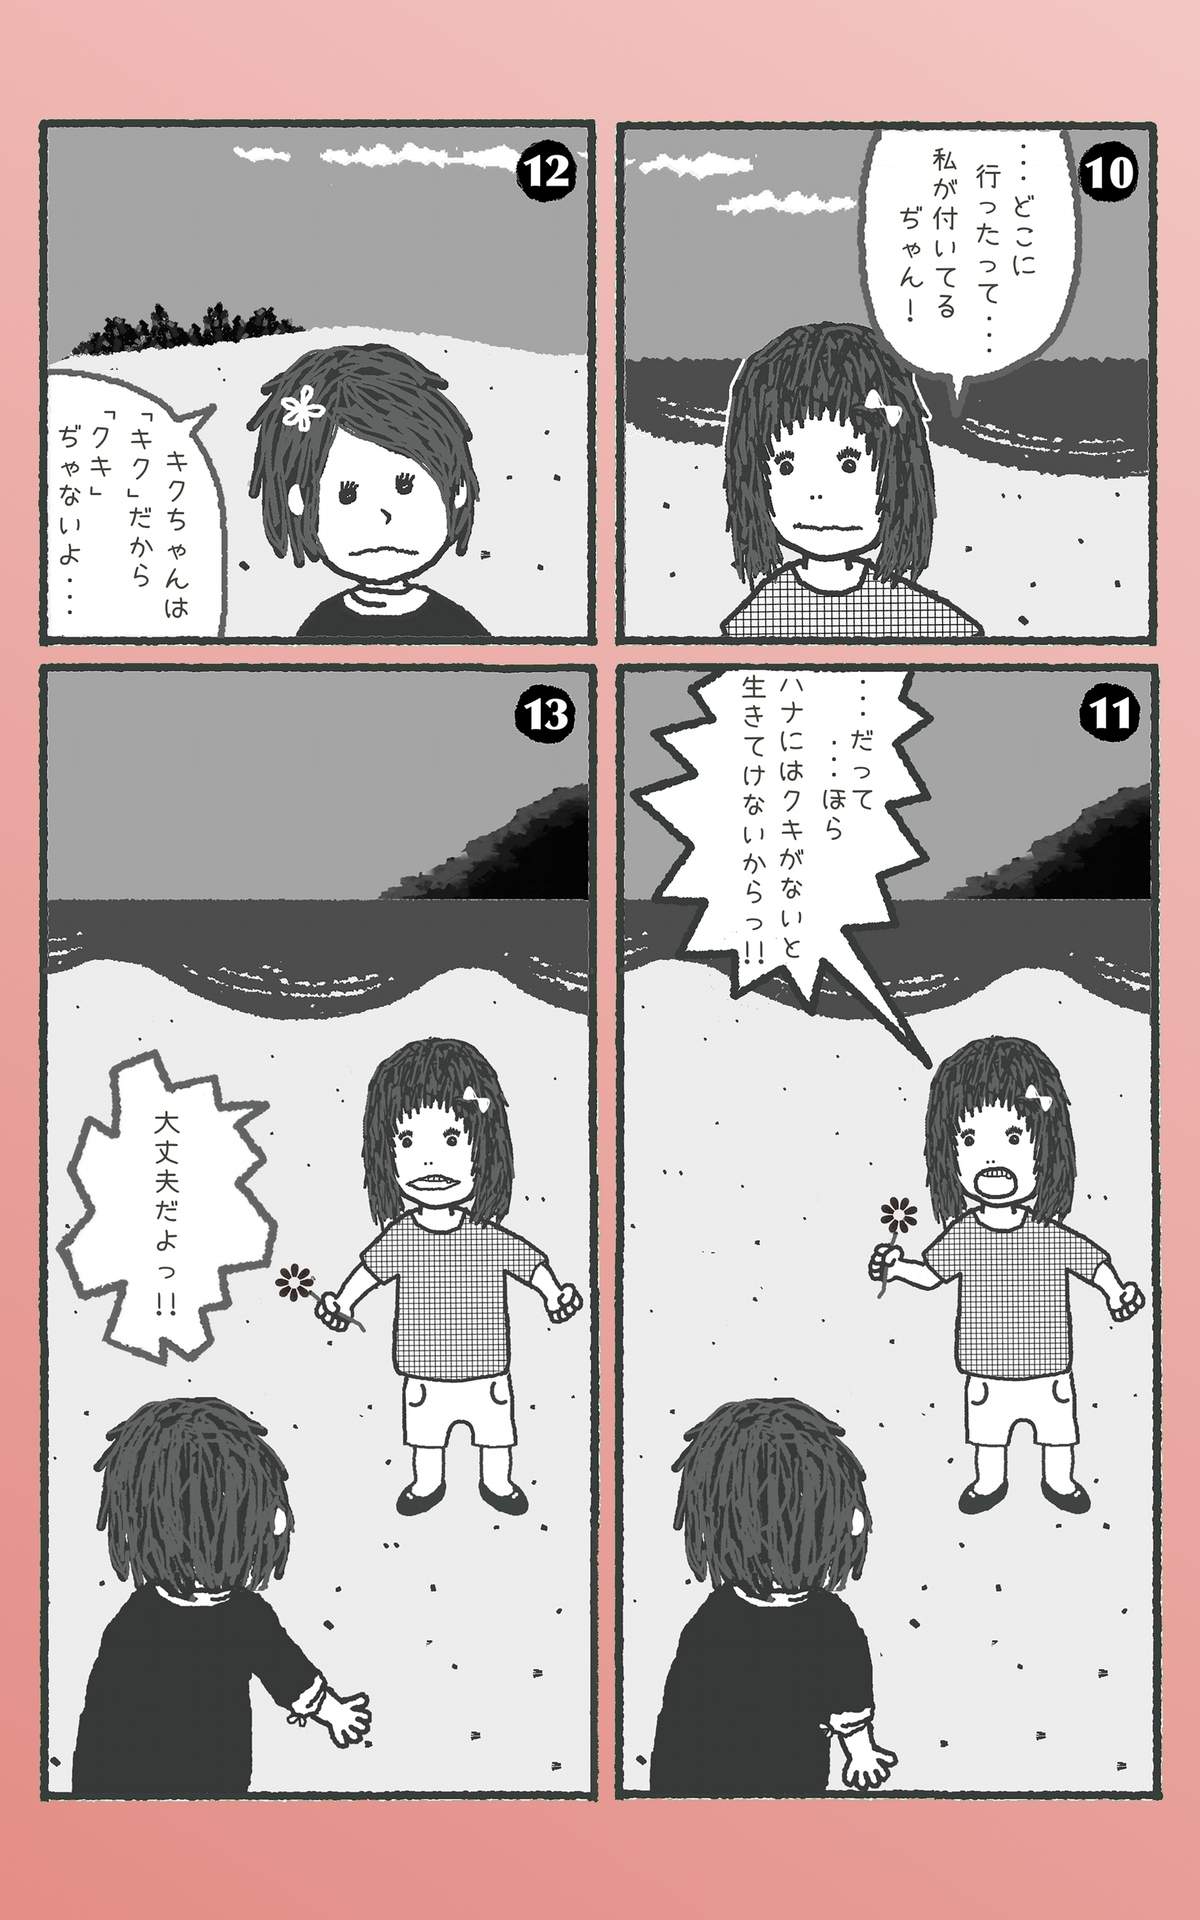 10
…どこに
行ったって…
私が付いてる
ぢゃん！
11
…だって
…ほら
ハナにはクキがないと
生きてけないからっ!!
12
キクちゃんは
「キク」だから
「クキ」
ぢゃないよ…
13
大丈夫だよっ!!